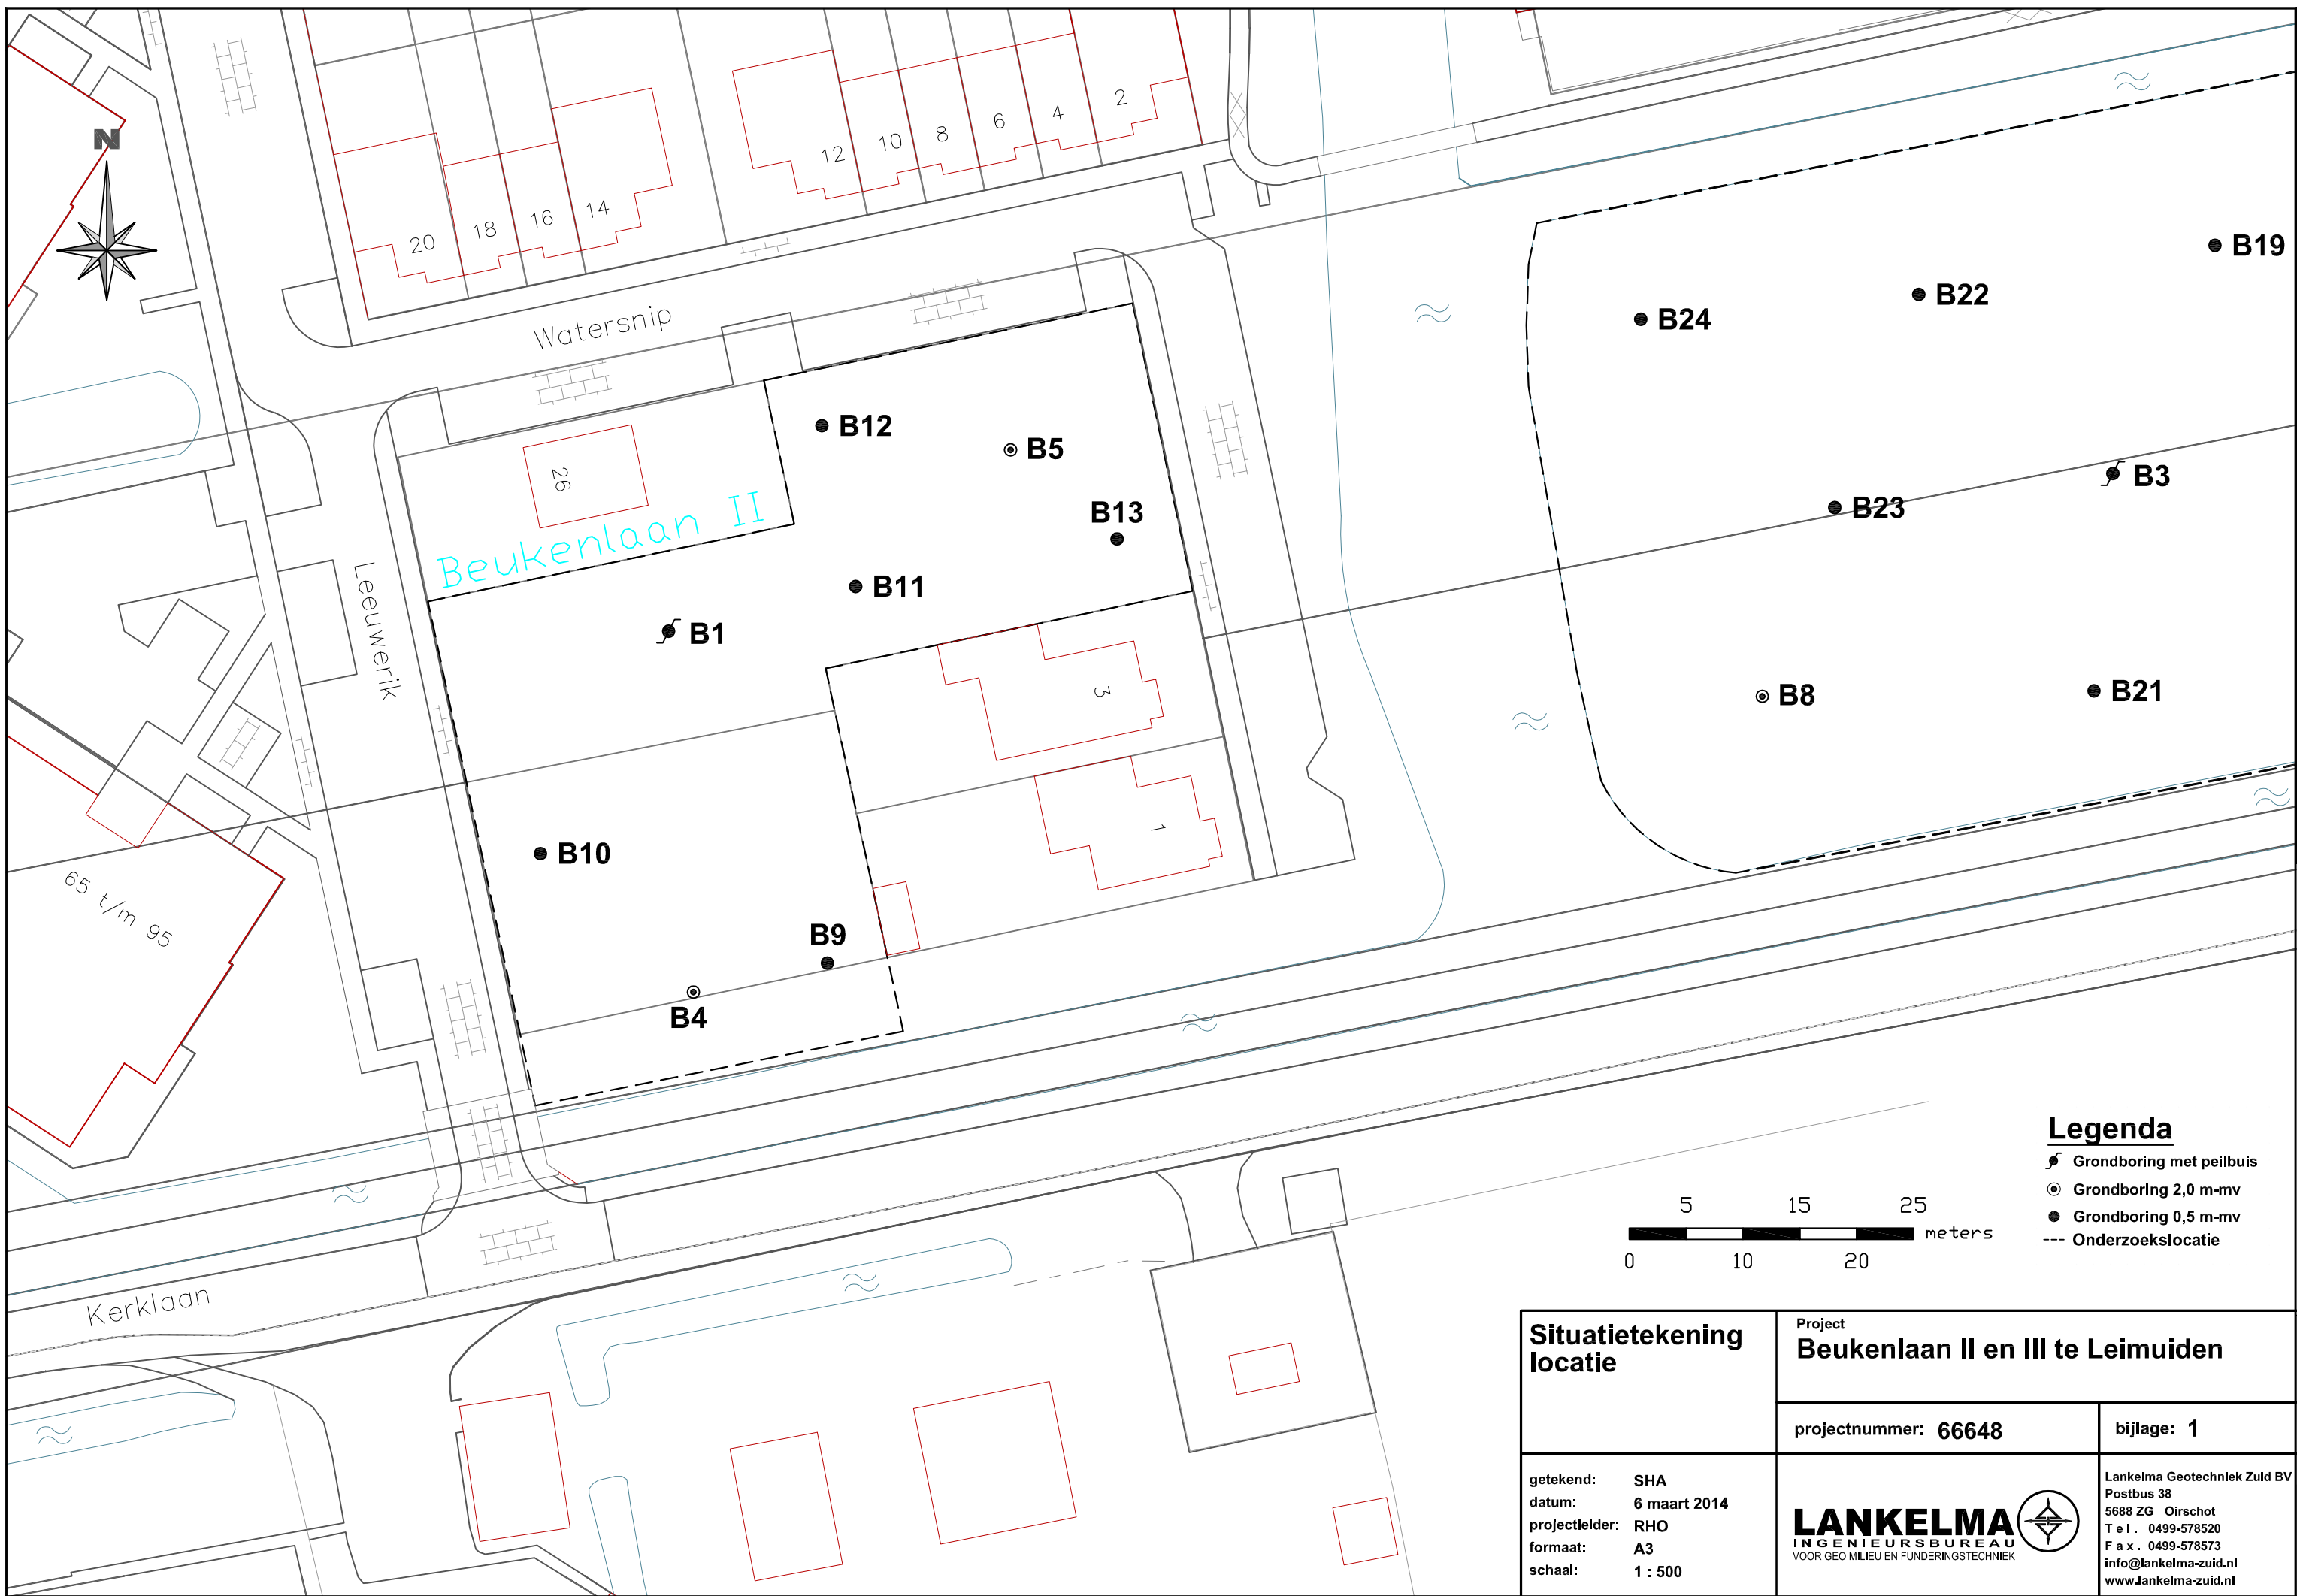 N
20
18
16
14
12
10
8
6
4
2
Watersnip
26
Beukenlaan II
Leeuwerik
65 t/m 95
3
1
Kerklaan
B12
B5
B13
B11
B1
B10
B9
B4
B19
B22
B24
B3
B23
B8
B21
Legenda
Grondboring met peilbuis
Grondboring 2,0 m-mv
Grondboring 0,5 m-mv
Onderzoekslocatie
5 15 25
meters
0 10 20
Situatietekening
locatie
Project
Beukenlaan II en III te Leimuiden
projectnummer: 66648
bijlage: 1
getekend: SHA
datum: 6 maart 2014
projectleider: RHO
formaat: A3
schaal: 1 : 500
LANKELMA
INGENIEURSBUREAU
VOOR GEO MILIEU EN FUNDERINGSTECHNIEK
Lankelma Geotechniek Zuid BV
Postbus 38
5688 ZG Oirschot
Tel. 0499-578520
Fax. 0499-578573
info@lankelma-zuid.nl
www.lankelma-zuid.nl